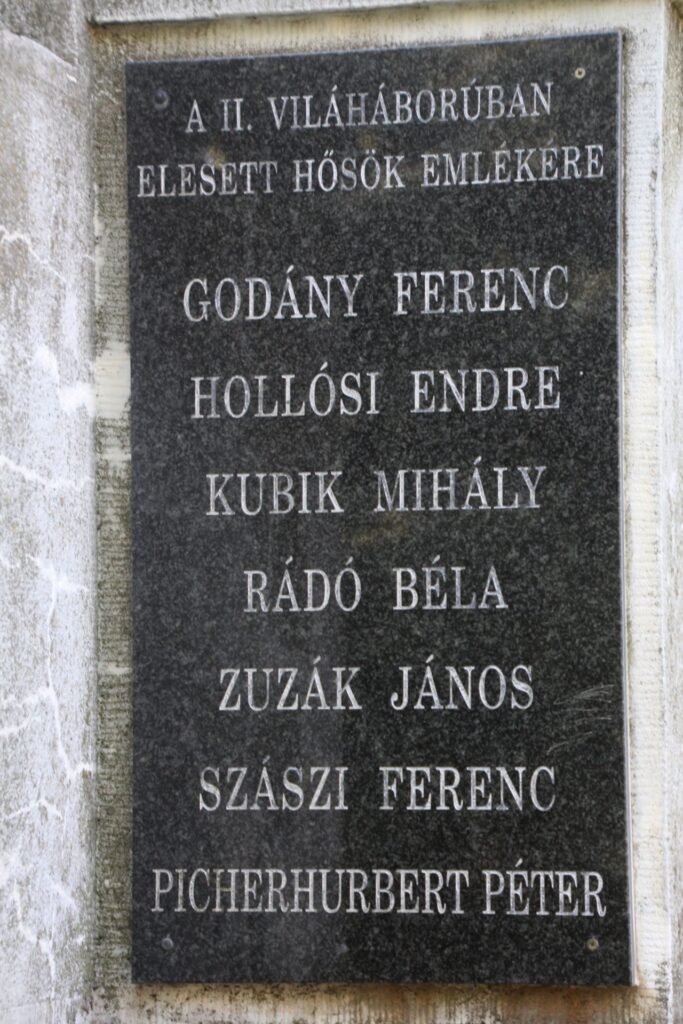 A II. VILÁHÁBORÚBAN
ELESETT HŐSÖK EMLÉKÉRE
GODÁNY FERENC
HOLLÓSI ENDRE
KUBIK MIHÁLY
RÁDÓ BÉLA
ZUZÁK JÁNOS
SZÁSZI FERENC
PICHERHURBERT PÉTER